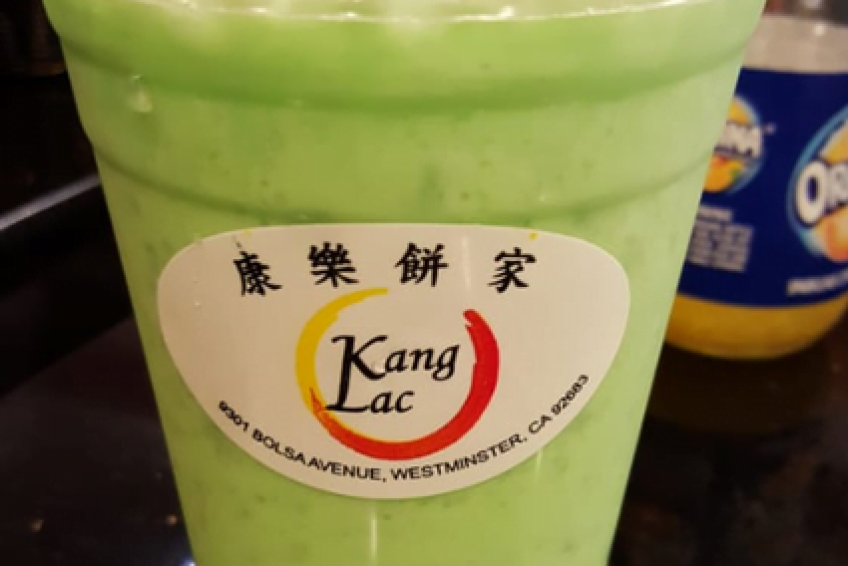 康樂餅家
Kang
Lac
9301 BOLSA AVENUE, WESTMINSTER, CA 92683